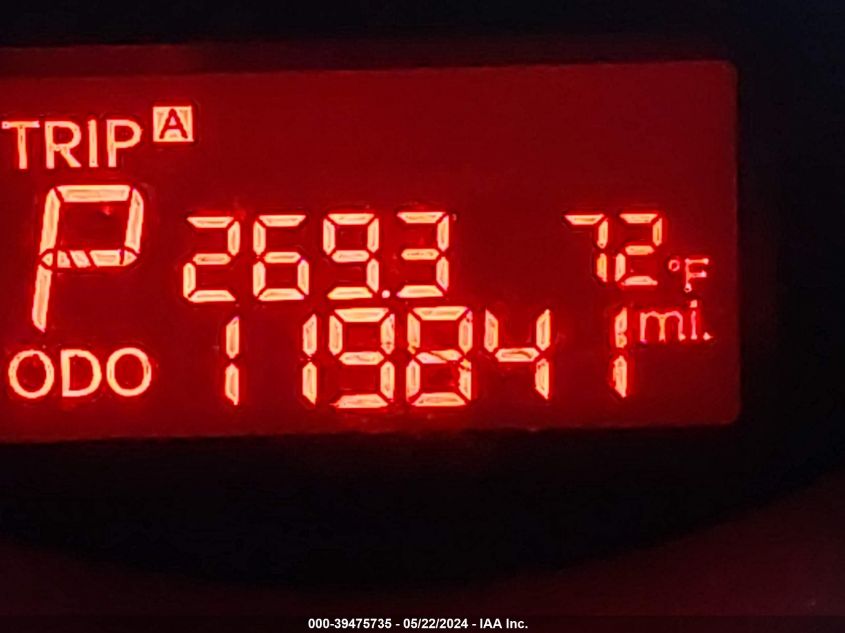 TRIP A
P 269.3 72°F
ODO 119841 mi.
000-39475735 - 05/22/2024 - IAA Inc.